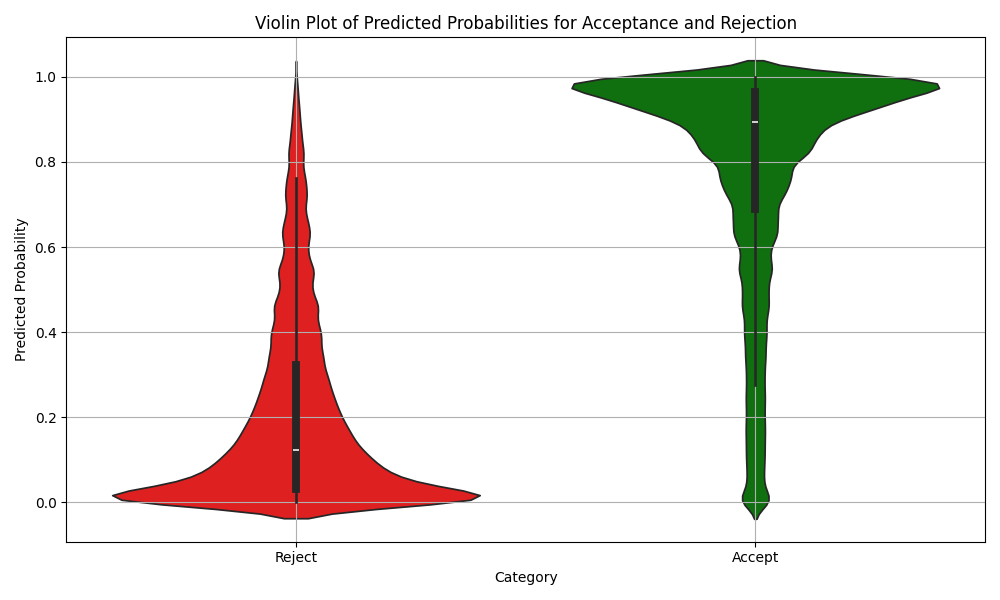 Violin Plot of Predicted Probabilities for Acceptance and Rejection
1.0
0.8
0.6
0.4
0.2
0.0
Predicted Probability
Reject
Accept
Category